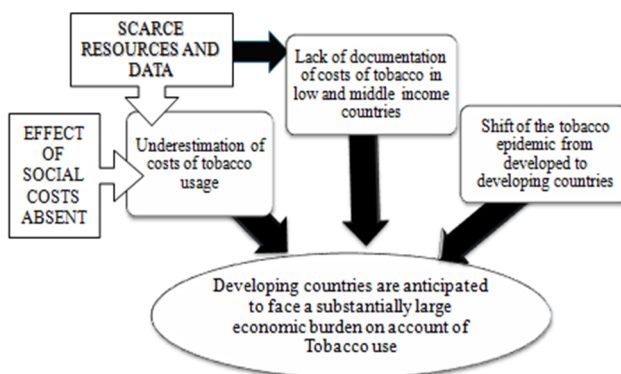 SCARCE
RESOURCES AND
DATA
Lack of documentation
of costs of tobacco in
low and middle income
countries
EFFECT
OF
SOCIAL
COSTS
ABSENT
Underestimation of
costs of tobacco
usage
Shift of the tobacco
epidemic from
developed to
developing countries
Developing countries are anticipated
to face a substantially large
economic burden on account of
Tobacco use